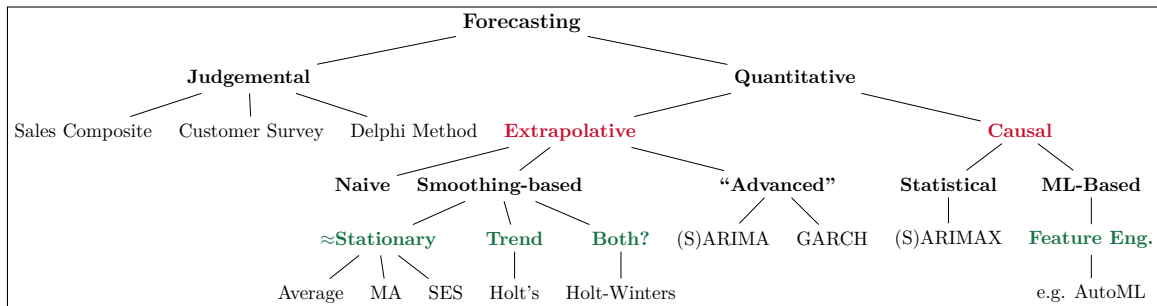 Forecasting
Judgemental Quantitative
Sales Composite Customer Survey Delphi Method Extrapolative Causal
Naive Smoothing-based “Advanced” Statistical ML-Based
≈Stationary Trend Both? (S)ARIMA GARCH (S)ARIMAX Feature Eng.
Average MA SES Holt's Holt-Winters e.g. AutoML